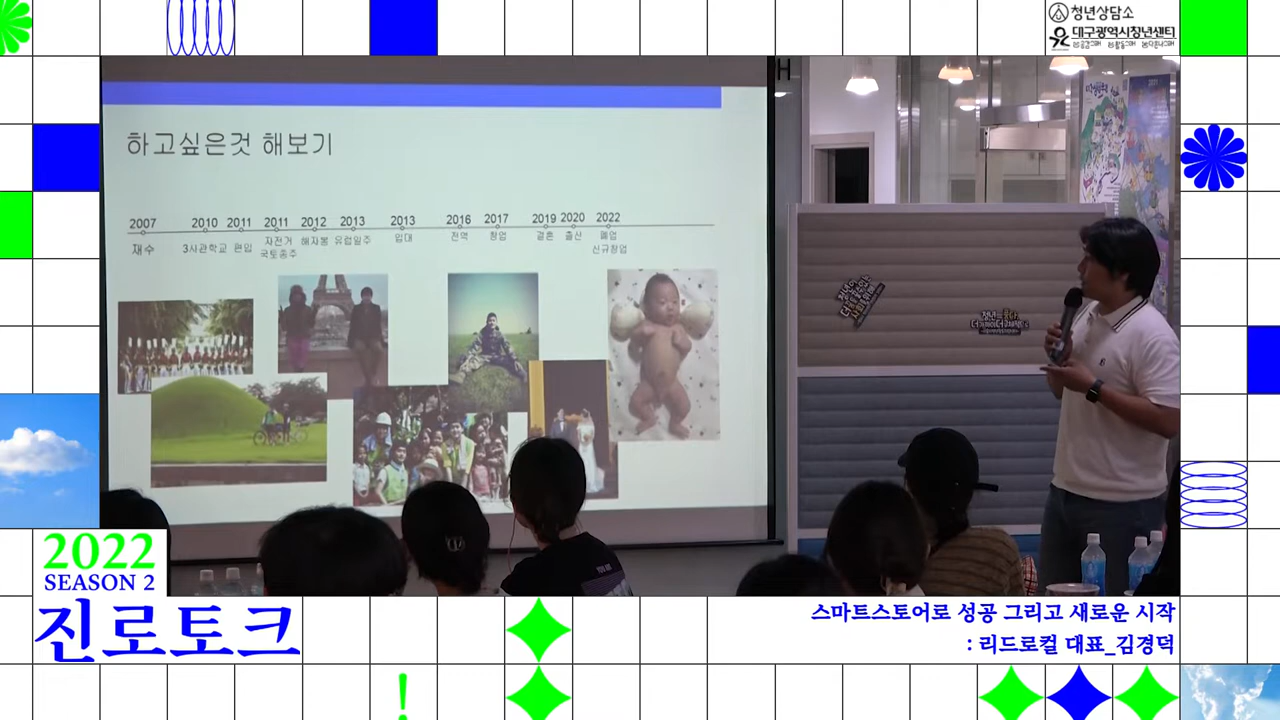 청년상담소
대구광역시청년센터
하고싶은것 해보기
2007 2010 2011 2011 2012 2013 2013 2016 2017 2019 2020 2022
재수 3사관학교 편입 자전거 해자봉 유럽일주 입대 전역 창업 결혼 출산 폐업
국토종주 신규창업
2022
SEASON 2
진로토크
스마트스토어로 성공 그리고 새로운 시작
: 리드로컬 대표_김경덕